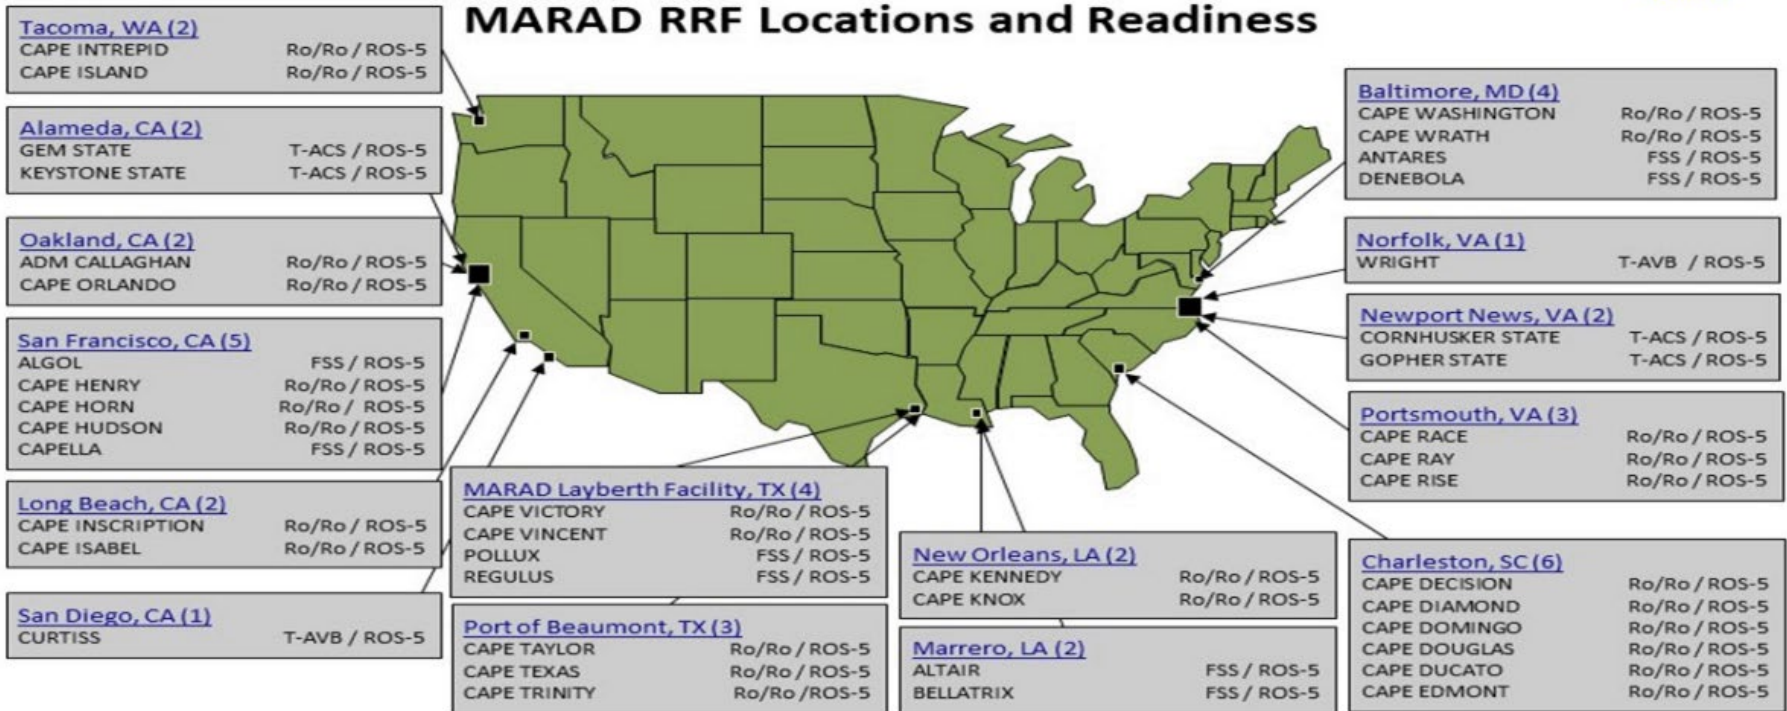 MARAD RRF Locations and Readiness
Tacoma, WA (2)
CAPE INTREPID Ro/Ro / ROS-5
CAPE ISLAND Ro/Ro / ROS-5
Alameda, CA (2)
GEM STATE T-ACS / ROS-5
KEYSTONE STATE T-ACS / ROS-5
Oakland, CA (2)
ADM CALLAGHAN Ro/Ro / ROS-5
CAPE ORLANDO Ro/Ro / ROS-5
San Francisco, CA (5)
ALGOL FSS / ROS-5
CAPE HENRY Ro/Ro / ROS-5
CAPE HORN Ro/Ro / ROS-5
CAPE HUDSON Ro/Ro / ROS-5
CAPELLA FSS / ROS-5
Long Beach, CA (2)
CAPE INSCRIPTION Ro/Ro / ROS-5
CAPE ISABEL Ro/Ro / ROS-5
San Diego, CA (1)
CURTISS T-AVB / ROS-5
MARAD Layberth Facility, TX (4)
CAPE VICTORY Ro/Ro / ROS-5
CAPE VINCENT Ro/Ro / ROS-5
POLLUX FSS / ROS-5
REGULUS FSS / ROS-5
Port of Beaumont, TX (3)
CAPE TAYLOR Ro/Ro / ROS-5
CAPE TEXAS Ro/Ro / ROS-5
CAPE TRINITY Ro/Ro /ROS-5
New Orleans, LA (2)
CAPE KENNEDY Ro/Ro / ROS-5
CAPE KNOX Ro/Ro / ROS-5
Marrero, LA (2)
ALTAIR FSS / ROS-5
BELLATRIX FSS / ROS-5
Baltimore, MD (4)
CAPE WASHINGTON Ro/Ro / ROS-5
CAPE WRATH Ro/Ro / ROS-5
ANTARES FSS / ROS-5
DENEBOLA FSS / ROS-5
Norfolk, VA (1)
WRIGHT T-AVB / ROS-5
Newport News, VA (2)
CORNHUSKER STATE T-ACS / ROS-5
GOPHER STATE T-ACS / ROS-5
Portsmouth, VA (3)
CAPE RACE Ro/Ro / ROS-5
CAPE RAY Ro/Ro / ROS-5
CAPE RISE Ro/Ro / ROS-5
Charleston, SC (6)
CAPE DECISION Ro/Ro / ROS-5
CAPE DIAMOND Ro/Ro / ROS-5
CAPE DOMINGO Ro/Ro / ROS-5
CAPE DOUGLAS Ro/Ro / ROS-5
CAPE DUCATO Ro/Ro / ROS-5
CAPE EDMONT Ro/Ro / ROS-5